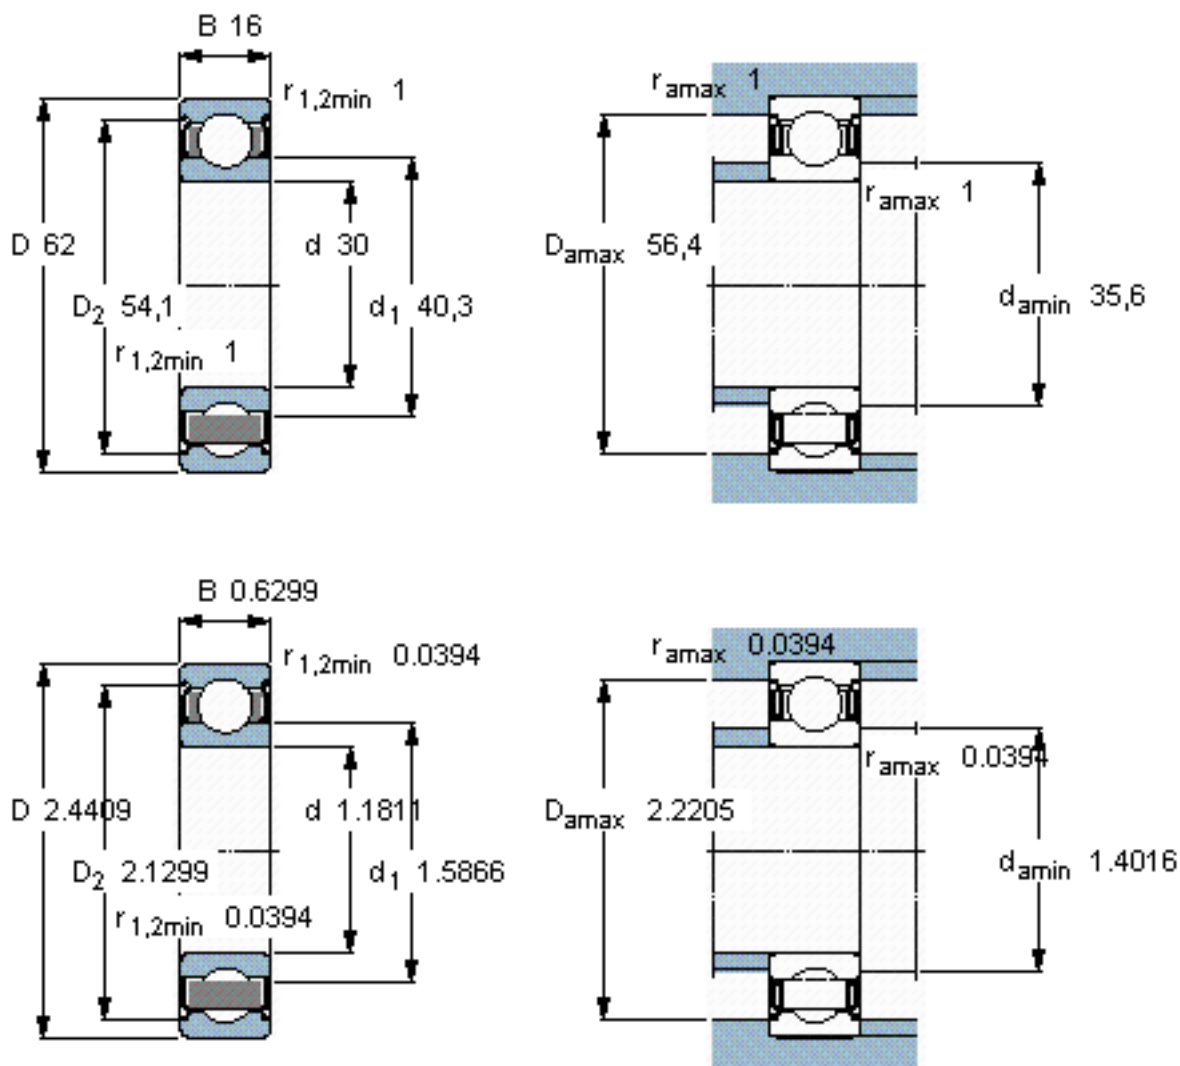 B 16
r1,2min 1
ramax 1
ramax 1
D 62
d 30
Damax 56,4
D2 54,1
d1 40,3
damin 35,6
r1,2min 1
B 0.6299
r1,2min 0.0394
ramax 0.0394
ramax 0.0394
D 2.4409
d 1.1811
Damax 2.2205
D2 2.1299
d1 1.5866
damin 1.4016
r1,2min 0.0394